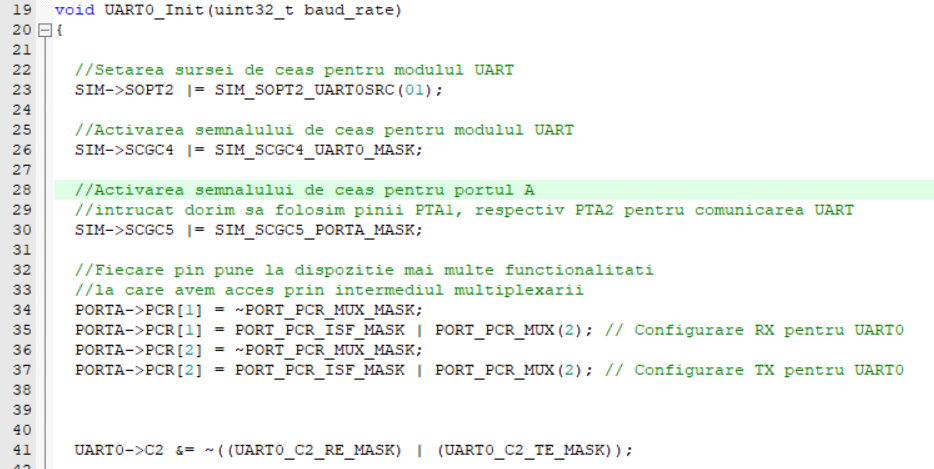 19 void UART0_Init(uint32_t baud_rate)
20 {
21
22 //Setarea sursei de ceas pentru modulul UART
23 SIM->SOPT2 |= SIM_SOPT2_UART0SRC(01);
24
25 //Activarea semnalului de ceas pentru modulul UART
26 SIM->SCGC4 |= SIM_SCGC4_UART0_MASK;
27
28 //Activarea semnalului de ceas pentru portul A
29 //intrucat dorim sa folosim pinii PTA1, respectiv PTA2 pentru comunicarea UART
30 SIM->SCGC5 |= SIM_SCGC5_PORTA_MASK;
31
32 //Fiecare pin pune la dispozitie mai multe functionalitati
33 //la care avem acces prin intermediul multiplexarii
34 PORTA->PCR[1] = ~PORT_PCR_MUX_MASK;
35 PORTA->PCR[1] = PORT_PCR_ISF_MASK | PORT_PCR_MUX(2); // Configurare RX pentru UART0
36 PORTA->PCR[2] = ~PORT_PCR_MUX_MASK;
37 PORTA->PCR[2] = PORT_PCR_ISF_MASK | PORT_PCR_MUX(2); // Configurare TX pentru UART0
38
39
40
41 UART0->C2 &= ~((UART0_C2_RE_MASK) | (UART0_C2_TE_MASK));